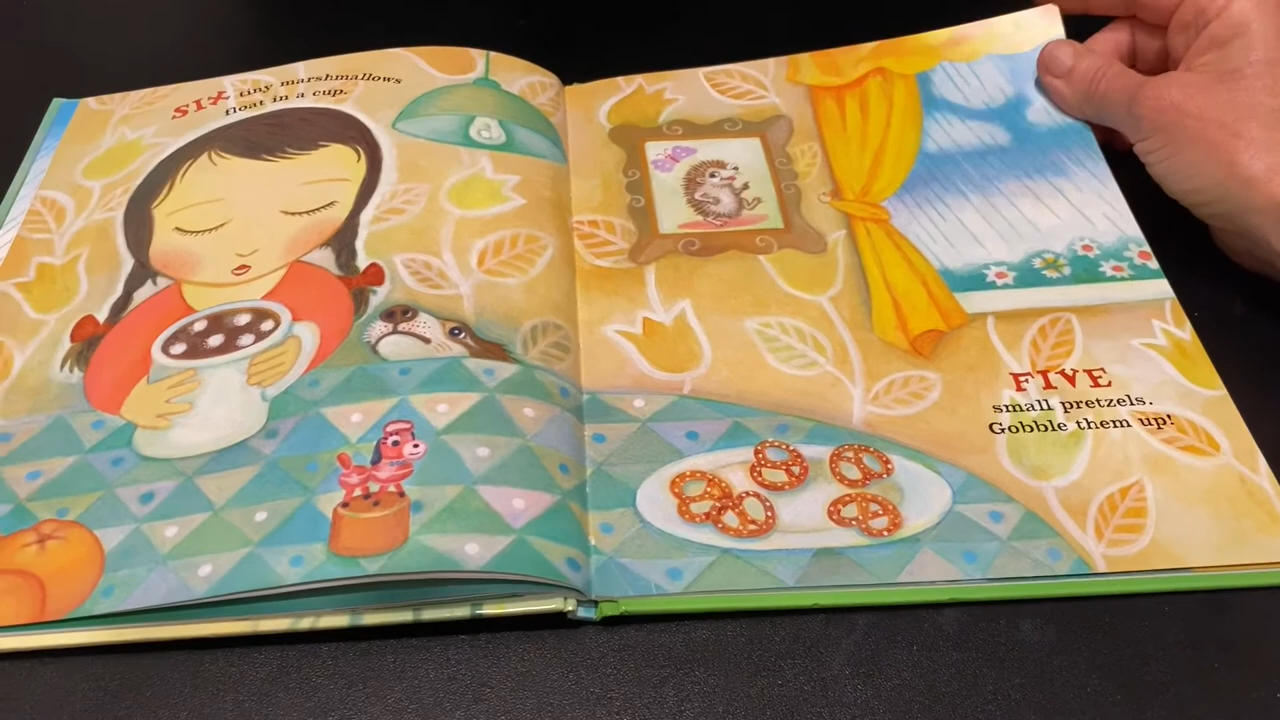 SIX tiny marshmallows
float in a cup.
FIVE
small pretzels.
Gobble them up!